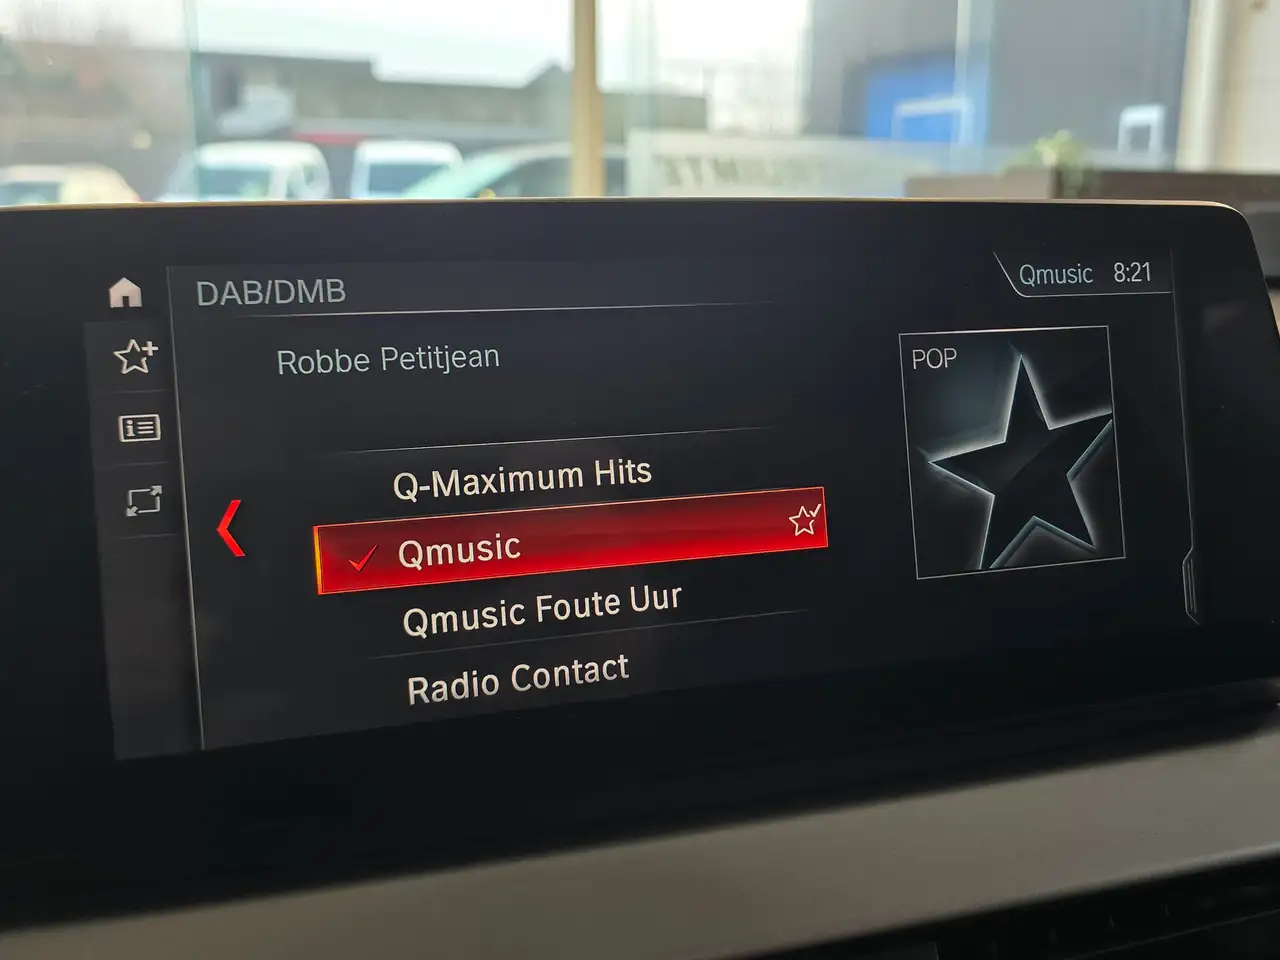 DAB/DMB
Qmusic 8:21
Robbe Petitjean
POP
Q-Maximum Hits
Qmusic
Qmusic Foute Uur
Radio Contact